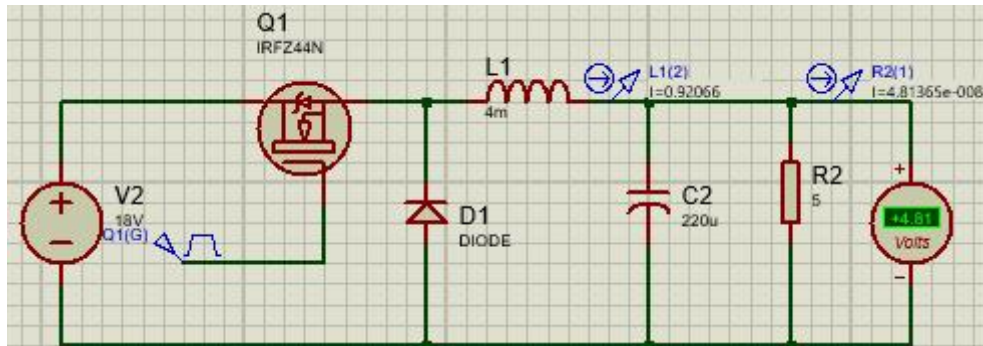 Q1
IRFZ44N
L1
4m
L1(2)
I=0.92066
R2(1)
I=4.81365e-008
V2
18V
Q1(G)
D1
DIODE
C2
220u
R2
5
+4.81
Volts